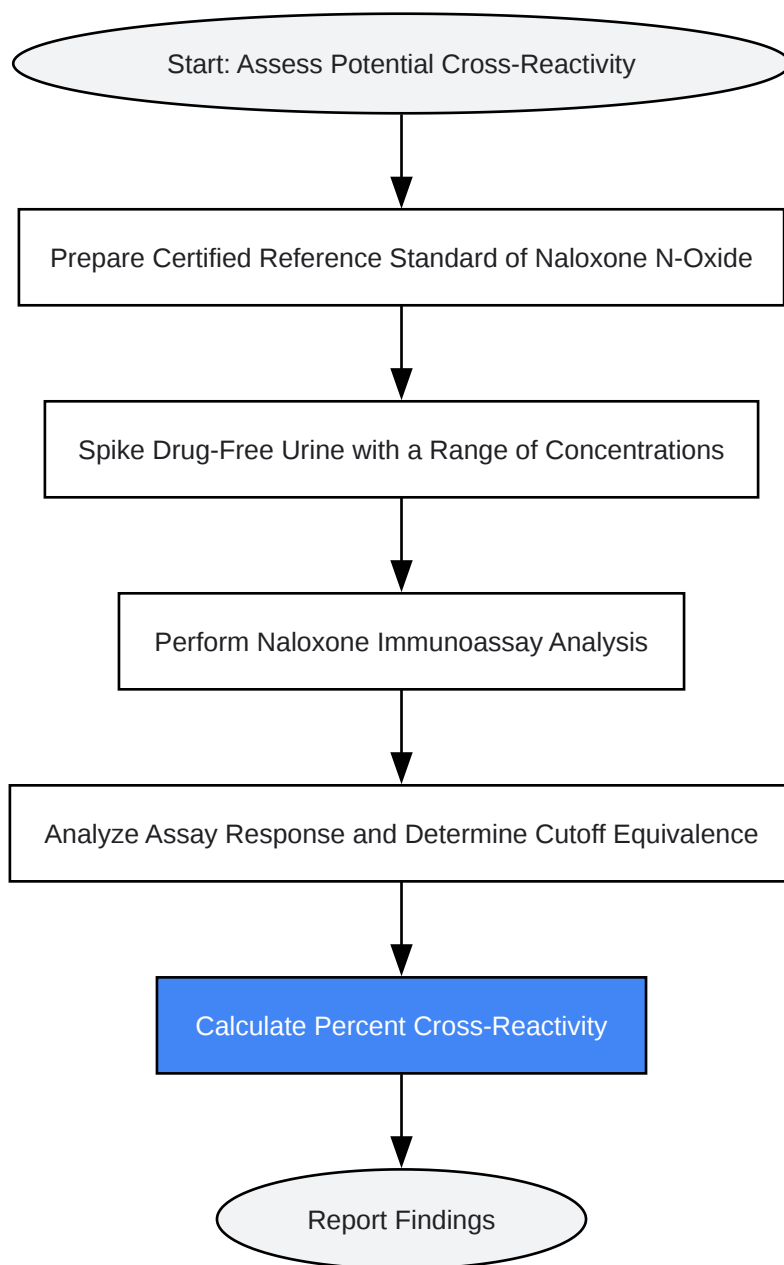 Start: Assess Potential Cross-Reactivity
Prepare Certified Reference Standard of Naloxone N-Oxide
Spike Drug-Free Urine with a Range of Concentrations
Perform Naloxone Immunoassay Analysis
Analyze Assay Response and Determine Cutoff Equivalence
Calculate Percent Cross-Reactivity
Report Findings